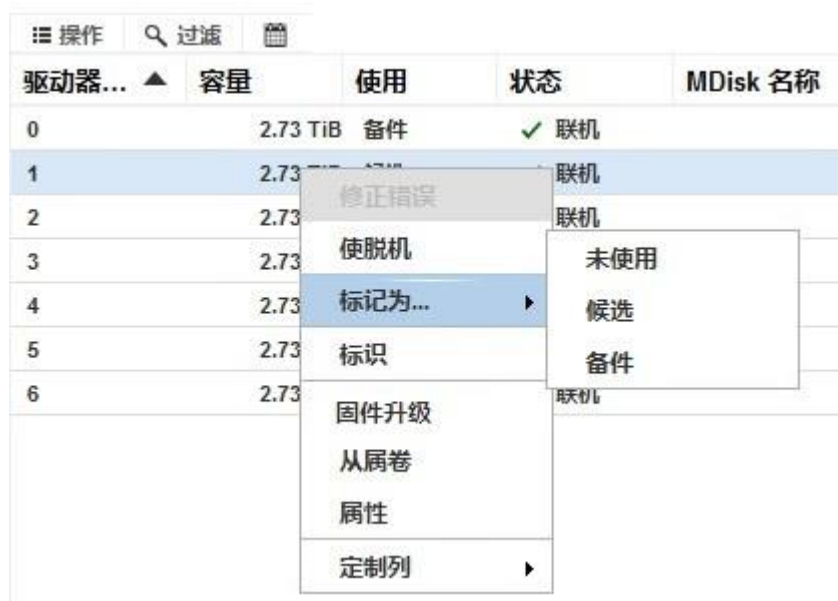 操作 过滤
驱动器... 容量 使用 状态 MDisk 名称
0 2.73 TiB 备件 联机
1 2.73 联机
2 2.73 联机
3 2.73
4 2.73
5 2.73
6 2.73 联机
修正错误
使脱机
标记为...
标识
固件升级
从属卷
属性
定制列
未使用
候选
备件